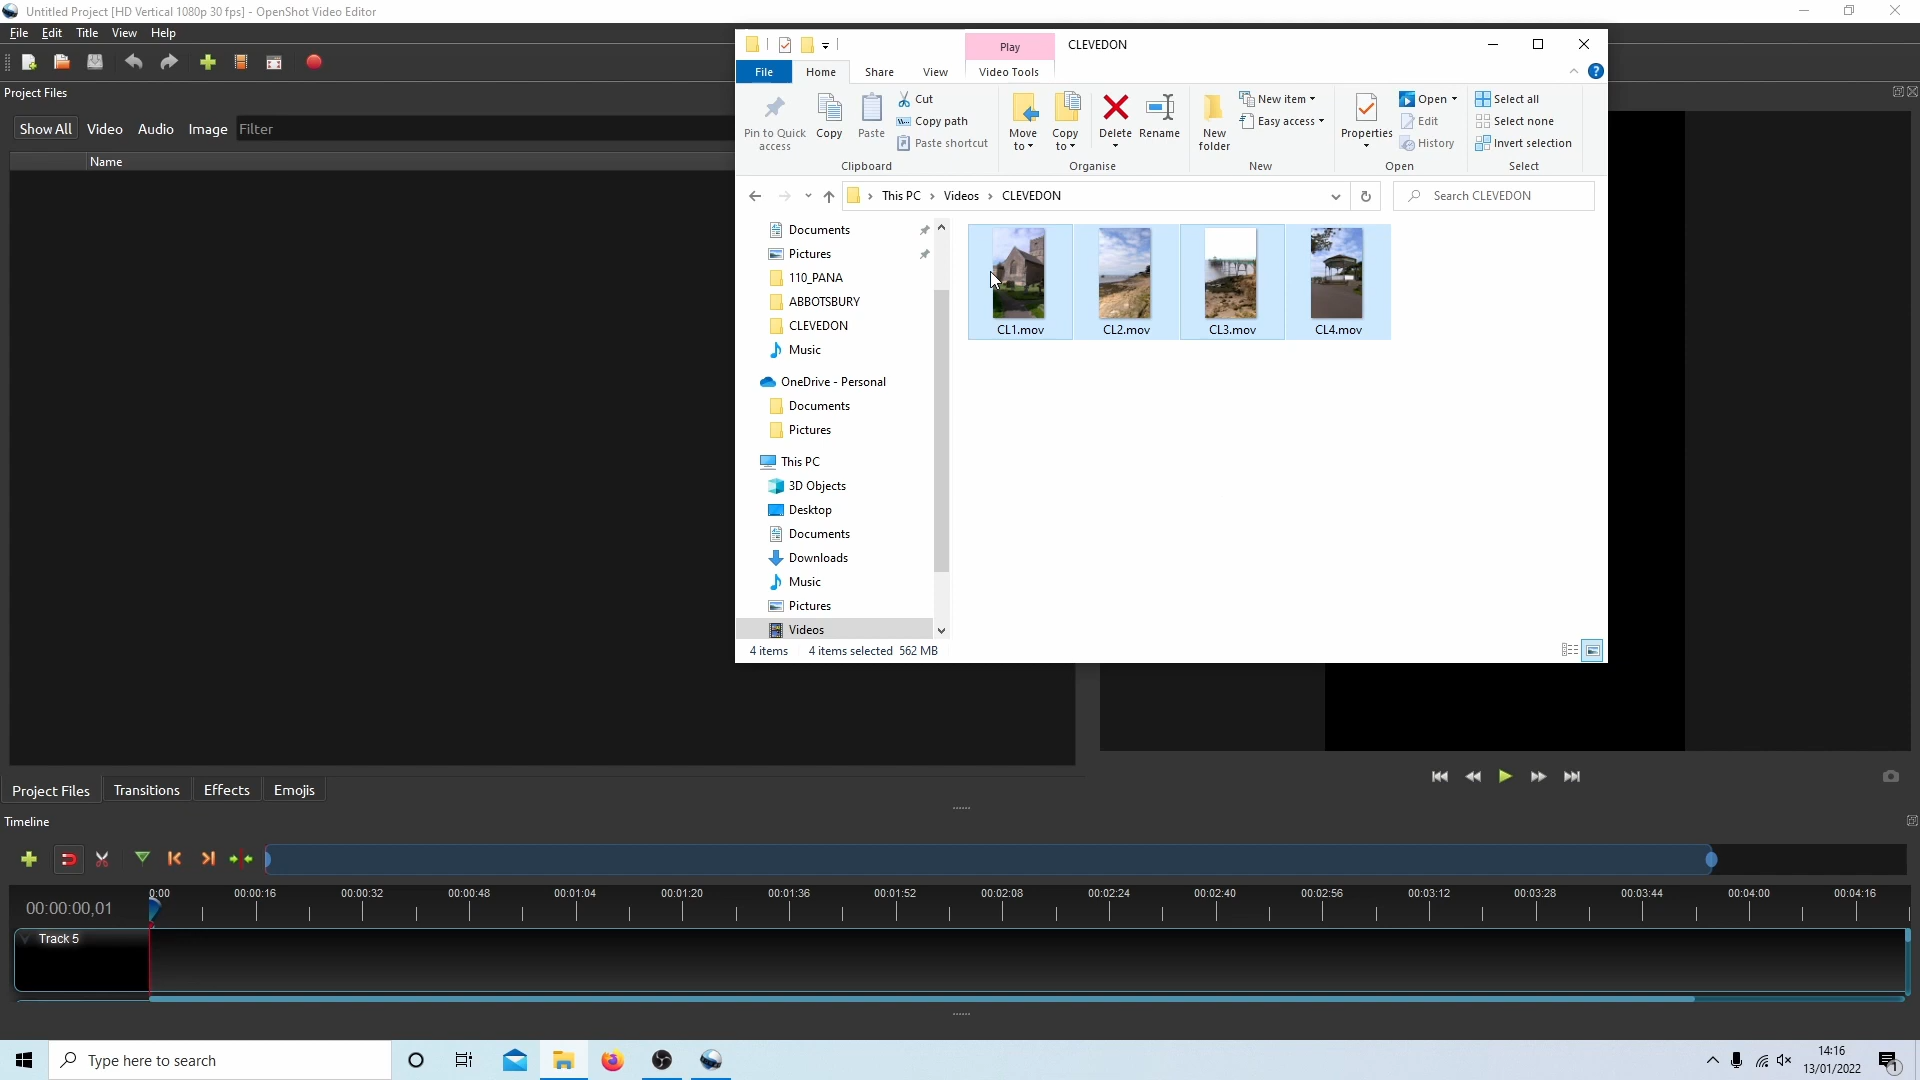 Untitled Project [HD Vertical 1080p 30 fps] - OpenShot Video Editor
File Edit Title View Help
Project Files
Show All Video Audio Image Filter
Name
Play
CLEVEDON
File Home Share View Video Tools
Pin to Quick access
Copy
Paste
Cut
Copy path
Paste shortcut
Clipboard
Move to
Copy to
Delete
Rename
Organise
New folder
New item
Easy access
New
Properties
Open
Edit
History
Open
Select all
Select none
Invert selection
Select
This PC › Videos › CLEVEDON
Search CLEVEDON
Documents
Pictures
110_PANA
ABBOTSBURY
CLEVEDON
Music
OneDrive - Personal
Documents
Pictures
This PC
3D Objects
Desktop
Documents
Downloads
Music
Pictures
Videos
CL1.mov CL2.mov CL3.mov CL4.mov
4 items 4 items selected 562 MB
Project Files Transitions Effects Emojis
Timeline
00:00:00,01
0:00 00:00:16 00:00:32 00:00:48 00:01:04 00:01:20 00:01:36 00:01:52 00:02:08 00:02:24 00:02:40 00:02:56 00:03:12 00:03:28 00:03:44 00:04:00 00:04:16
Track 5
Type here to search
14:16
13/01/2022
1